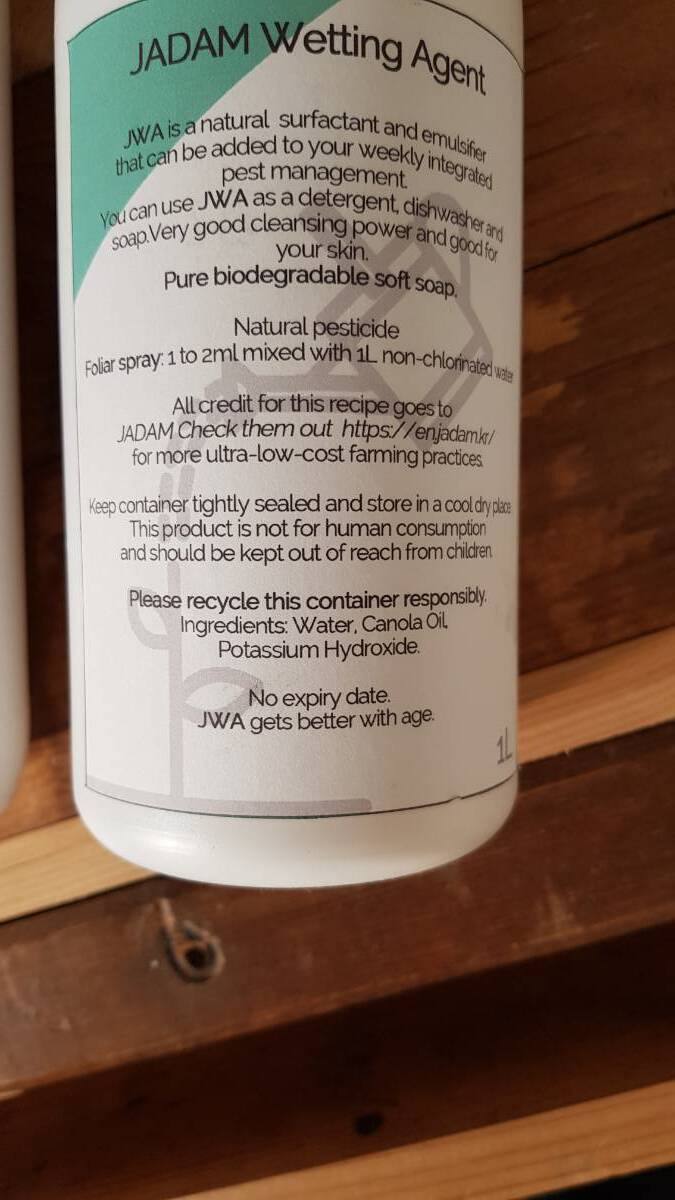 JADAM Wetting Agent
JWA is a natural surfactant and emulsifier
that can be added to your weekly integrated
pest management.
You can use JWA as a detergent, dishwasher and
soap.Very good cleansing power and good for
your skin.
Pure biodegradable soft soap.
Natural pesticide
Foliar spray: 1 to 2ml mixed with 1L non-chlorinated water
All credit for this recipe goes to
JADAM Check them out https://en.jadam.kr/
for more ultra-low-cost farming practices.
Keep container tightly sealed and store in a cool dry place
This product is not for human consumption
and should be kept out of reach from children.
Please recycle this container responsibly.
Ingredients: Water, Canola Oil,
Potassium Hydroxide.
No expiry date.
JWA gets better with age.
1L